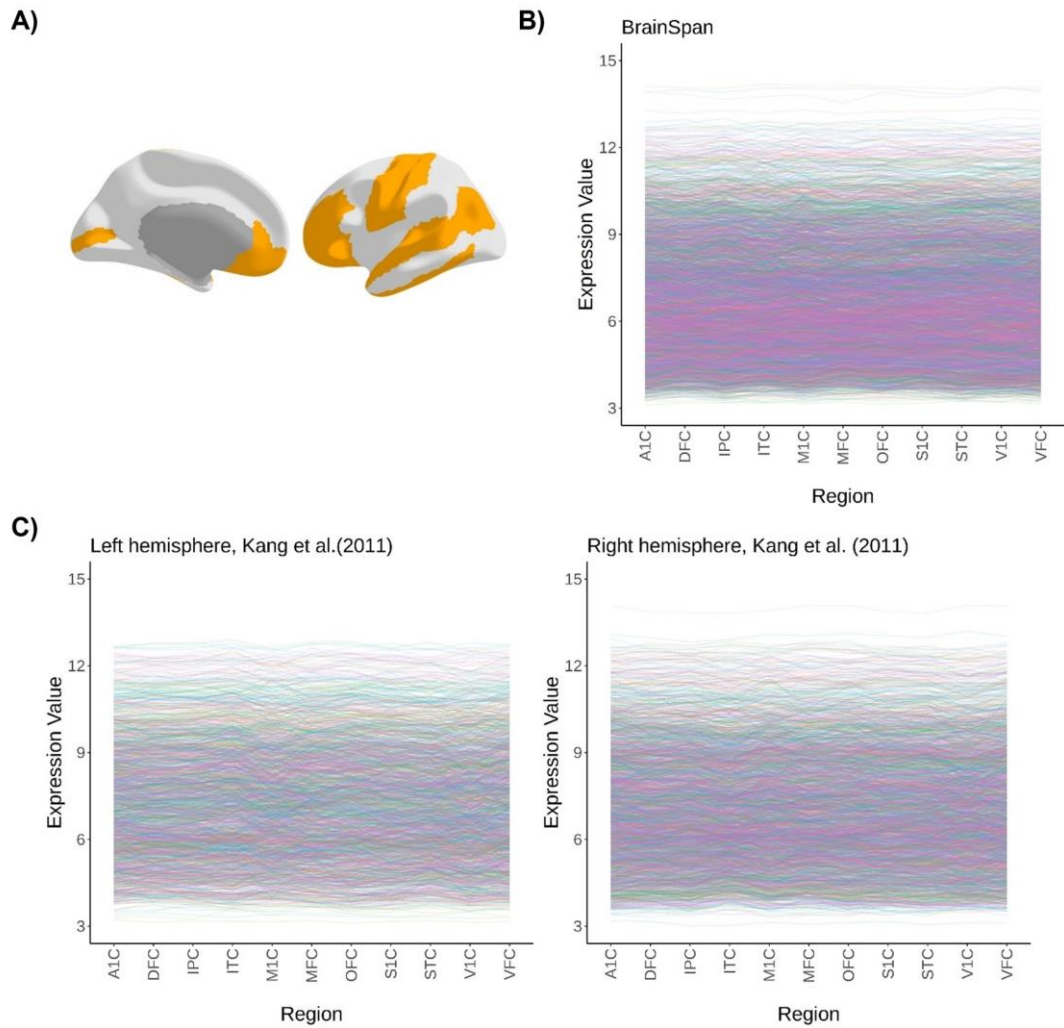 A)
B)
BrainSpan
Expression Value
15
12
9
6
3
A1C
DFC
IPC
ITC
M1C
MFC
OFC
S1C
STC
V1C
VFC
Region
C)
Left hemisphere, Kang et al.(2011)
Expression Value
15
12
9
6
3
A1C
DFC
IPC
ITC
M1C
MFC
OFC
S1C
STC
V1C
VFC
Region
Right hemisphere, Kang et al. (2011)
Expression Value
15
12
9
6
3
A1C
DFC
IPC
ITC
M1C
MFC
OFC
S1C
STC
V1C
VFC
Region